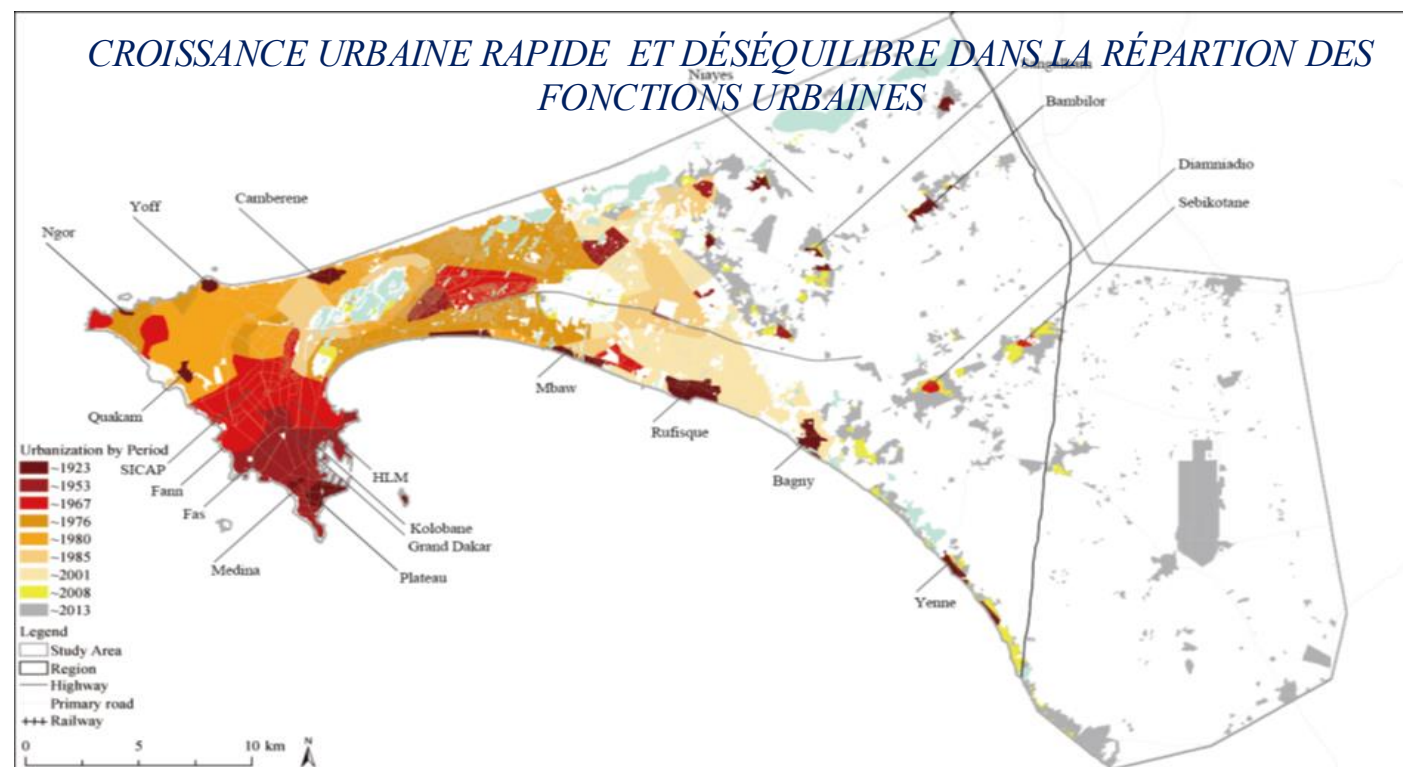 CROISSANCE URBAINE RAPIDE ET DÉSÉQUILIBRE DANS LA RÉPARTION DES
FONCTIONS URBAINES
Niayes
Bambilor
Diamniadio
Sebikotane
Camberene
Yoff
Ngor
Quakam
SICAP
Fann
Fas
Medina
Mbaw
Rufisque
Bagny
HLM
Kolobane
Grand Dakar
Plateau
Yenne
Urbanization by Period
~1923
~1953
~1967
~1976
~1980
~1985
~2001
~2008
~2013
Legend
Study Area
Region
Highway
Primary road
Railway
0 5 10 km
N